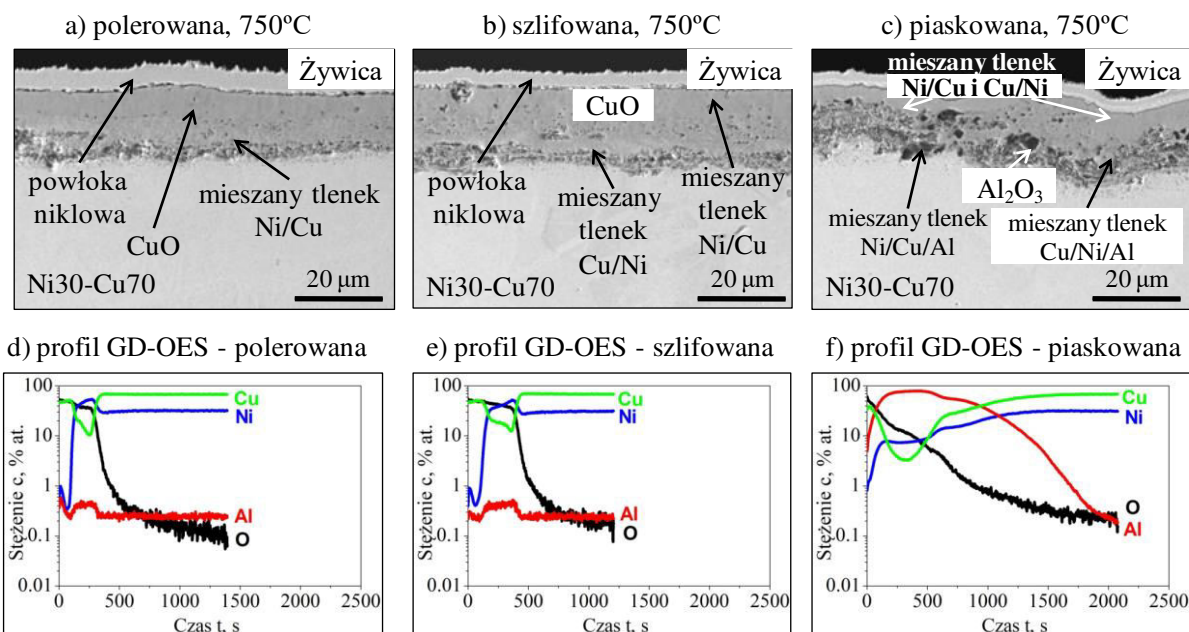 a) polerowana, 750ºC
b) szlifowana, 750ºC
c) piaskowana, 750ºC
Żywica
powłoka
niklowa
CuO
mieszany tlenek
Ni/Cu
Ni30-Cu70
20 µm
Żywica
CuO
powłoka
niklowa
mieszany
tlenek
Cu/Ni
mieszany
tlenek
Ni/Cu
Ni30-Cu70
20 µm
mieszany tlenek
Ni/Cu i Cu/Ni
Żywica
Al2O3
mieszany tlenek
Ni/Cu/Al
mieszany tlenek
Cu/Ni/Al
Ni30-Cu70
20 µm
d) profil GD-OES - polerowana
Stężenie c, % at.
100
10
1
0.1
0.01
Cu
Ni
Al
O
0 500 1000 1500 2000 2500
Czas t, s
e) profil GD-OES - szlifowana
Stężenie c, % at.
100
10
1
0.1
0.01
Cu
Ni
Al
O
0 500 1000 1500 2000 2500
Czas t, s
f) profil GD-OES - piaskowana
Stężenie c, % at.
100
10
1
0.1
0.01
Cu
Ni
O
Al
0 500 1000 1500 2000 2500
Czas t, s